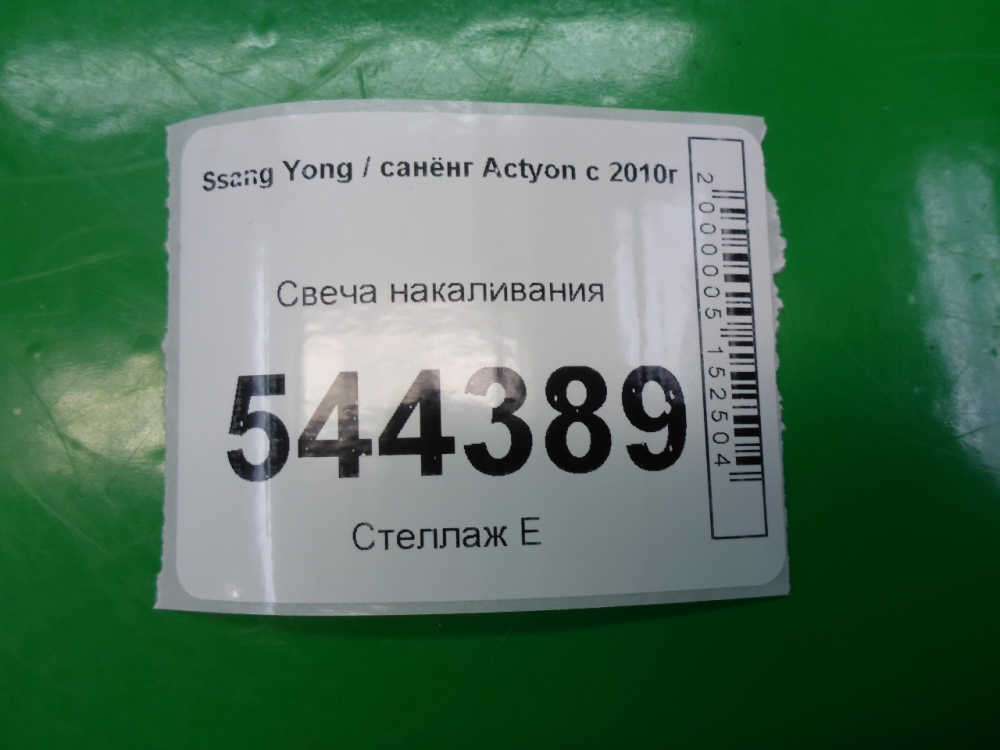 Ssang Yong / санёнг Actyon с 2010г
Свеча накаливания
544389
Стеллаж Е
2000005152504